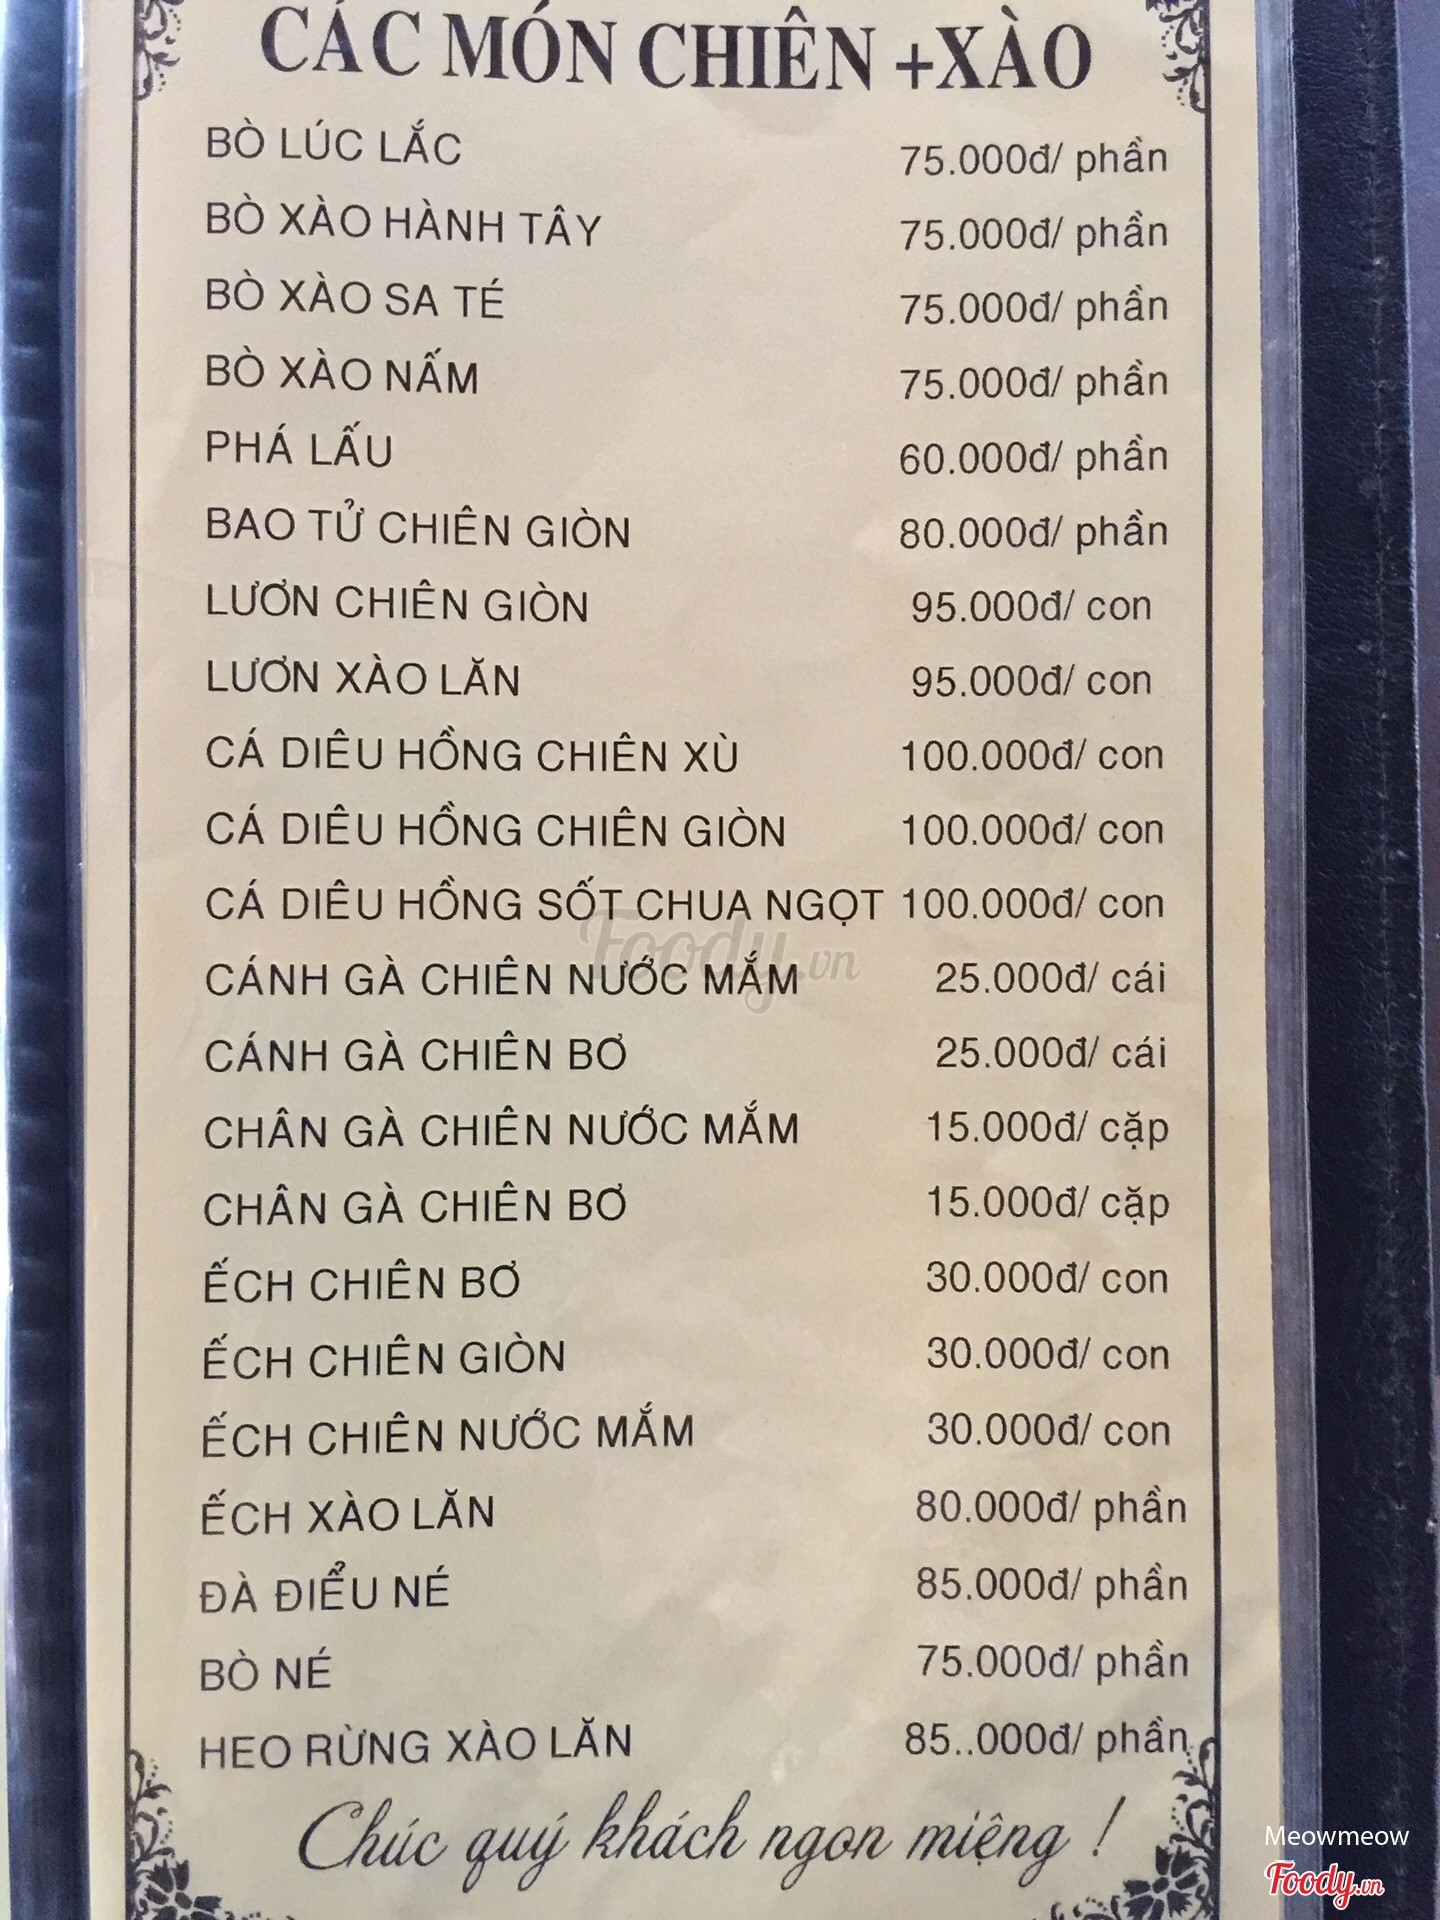 CÁC MÓN CHIÊN +XÀO
BÒ LÚC LẮC 75.000đ/ phần
BÒ XÀO HÀNH TÂY 75.000đ/ phần
BÒ XÀO SA TÉ 75.000đ/ phần
BÒ XÀO NẤM 75.000đ/ phần
PHÁ LẤU 60.000đ/ phần
BAO TỬ CHIÊN GIÒN 80.000đ/ phần
LƯƠN CHIÊN GIÒN 95.000đ/ con
LƯƠN XÀO LĂN 95.000đ/ con
CÁ DIÊU HỒNG CHIÊN XÙ 100.000đ/ con
CÁ DIÊU HỒNG CHIÊN GIÒN 100.000đ/ con
CÁ DIÊU HỒNG SỐT CHUA NGỌT 100.000đ/ con
Foody.vn
CÁNH GÀ CHIÊN NƯỚC MẮM 25.000đ/ cái
CÁNH GÀ CHIÊN BƠ 25.000đ/ cái
CHÂN GÀ CHIÊN NƯỚC MẮM 15.000đ/ cặp
CHÂN GÀ CHIÊN BƠ 15.000đ/ cặp
ẾCH CHIÊN BƠ 30.000đ/ con
ẾCH CHIÊN GIÒN 30.000đ/ con
ẾCH CHIÊN NƯỚC MẮM 30.000đ/ con
ẾCH XÀO LĂN 80.000đ/ phần
ĐÀ ĐIỂU NÉ 85.000đ/ phần
BÒ NÉ 75.000đ/ phần
HEO RỪNG XÀO LĂN 85..000đ/ phần
Chúc quý khách ngon miệng !
Meowmeow
Foody.vn